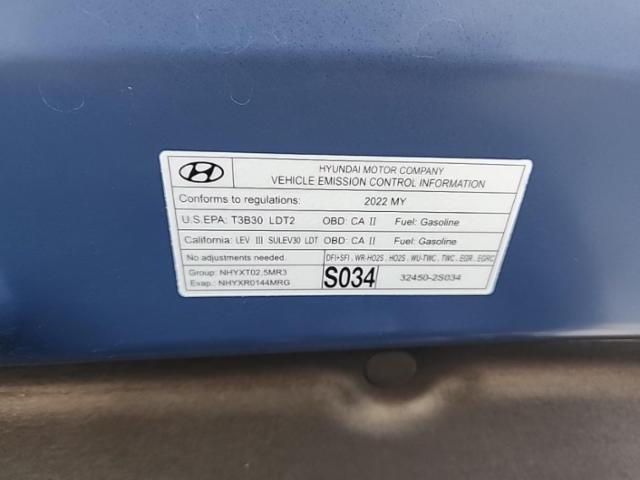 HYUNDAI MOTOR COMPANY
VEHICLE EMISSION CONTROL INFORMATION
Conforms to regulations: 2022 MY
U.S.EPA: T3B30 LDT2 OBD: CA II Fuel: Gasoline
California: LEV III SULEV30 LDT OBD: CA II Fuel: Gasoline
No adjustments needed. DFI+SFI , WR-HO2S , HO2S , WU-TWC , TWC , EGR , EGRC
Group: NHYXT02.5MR3 S034 32450-2S034
Evap.: NHYXR0144MRG